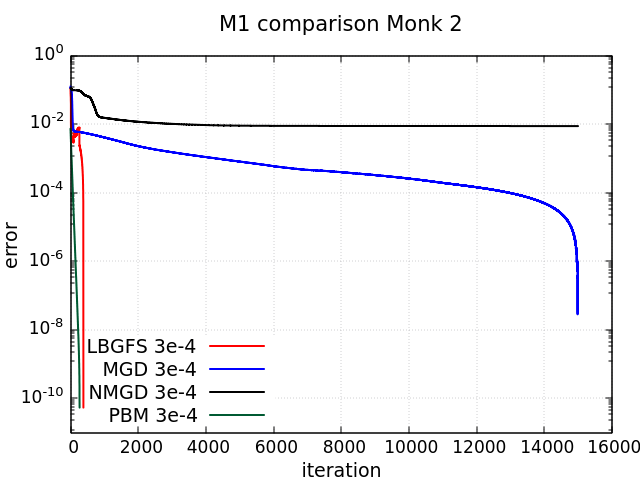 M1 comparison Monk 2
10^0
10^-2
10^-4
10^-6
10^-8
10^-10
error
LBGFS 3e-4
MGD 3e-4
NMGD 3e-4
PBM 3e-4
0 2000 4000 6000 8000 10000 12000 14000 16000
iteration